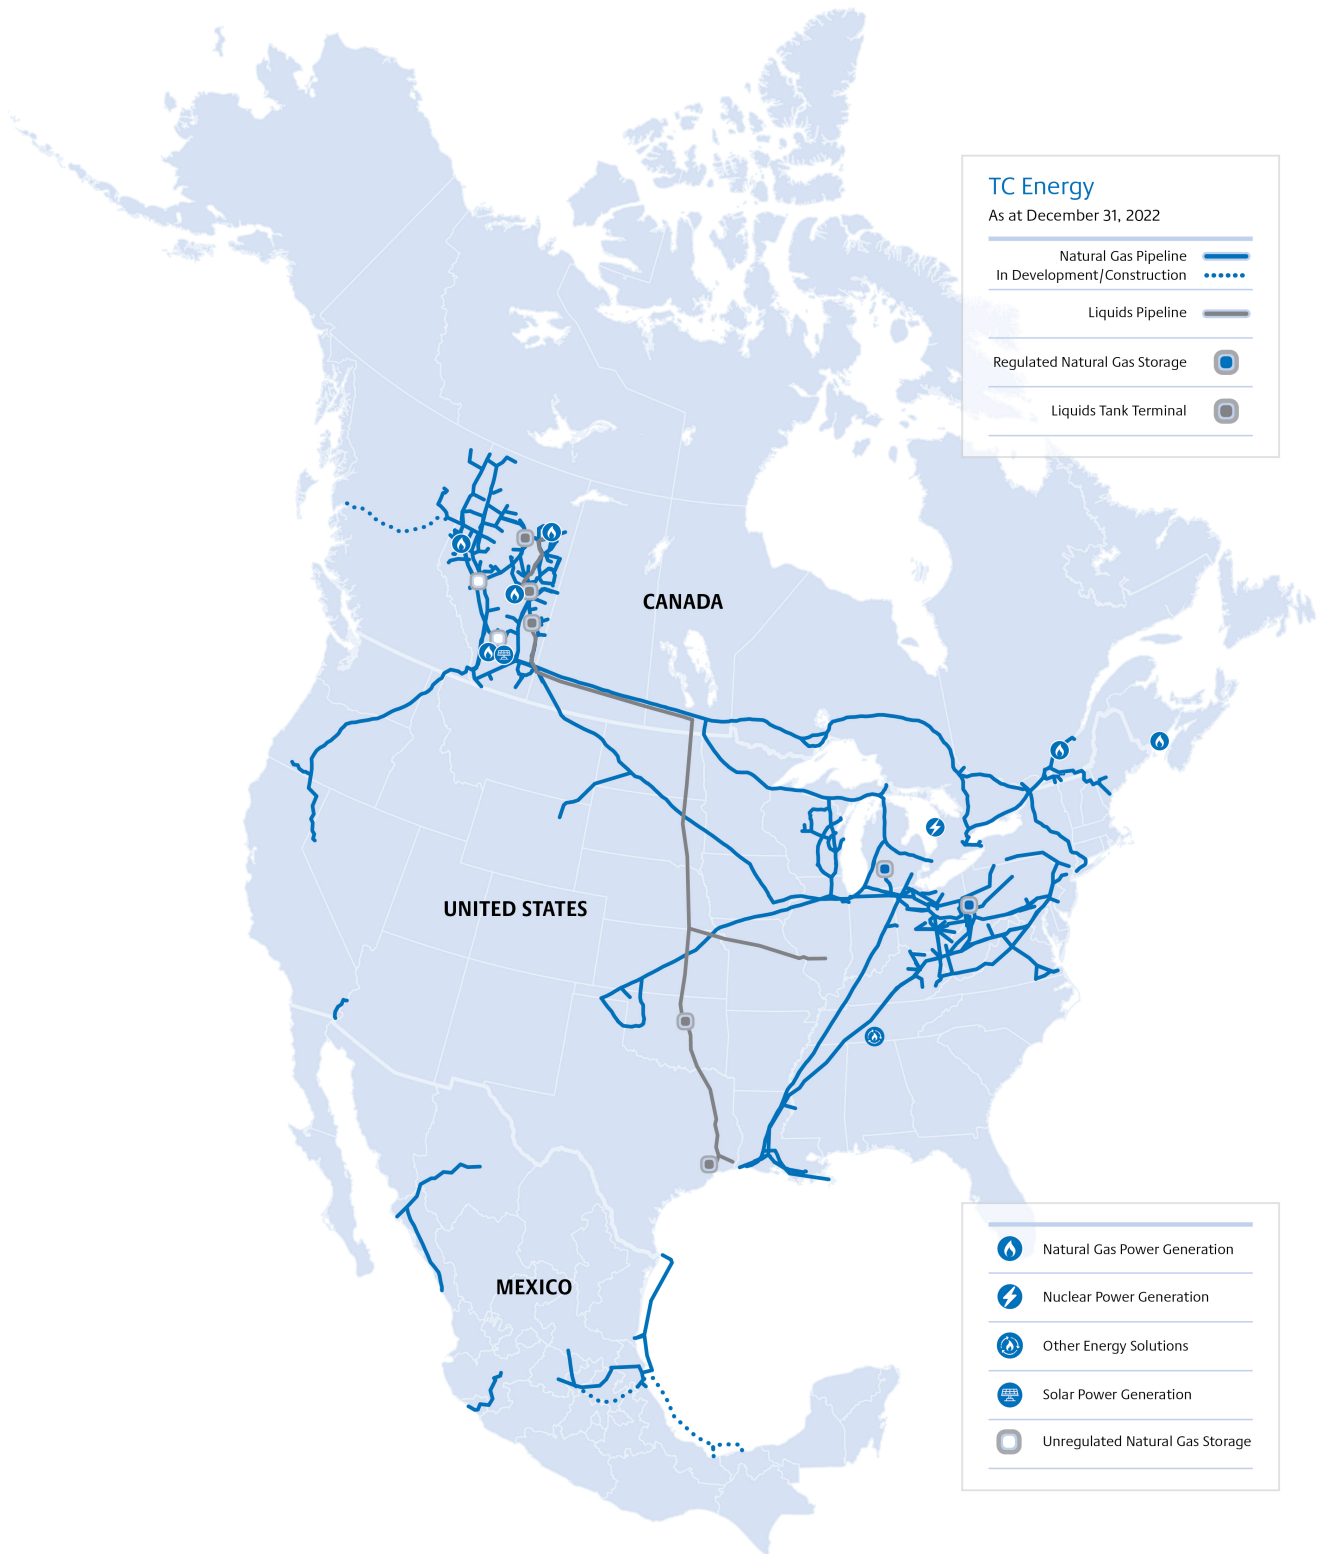 TC Energy
As at December 31, 2022
Natural Gas Pipeline
In Development/Construction
Liquids Pipeline
Regulated Natural Gas Storage
Liquids Tank Terminal
CANADA
UNITED STATES
MEXICO
Natural Gas Power Generation
Nuclear Power Generation
Other Energy Solutions
Solar Power Generation
Unregulated Natural Gas Storage